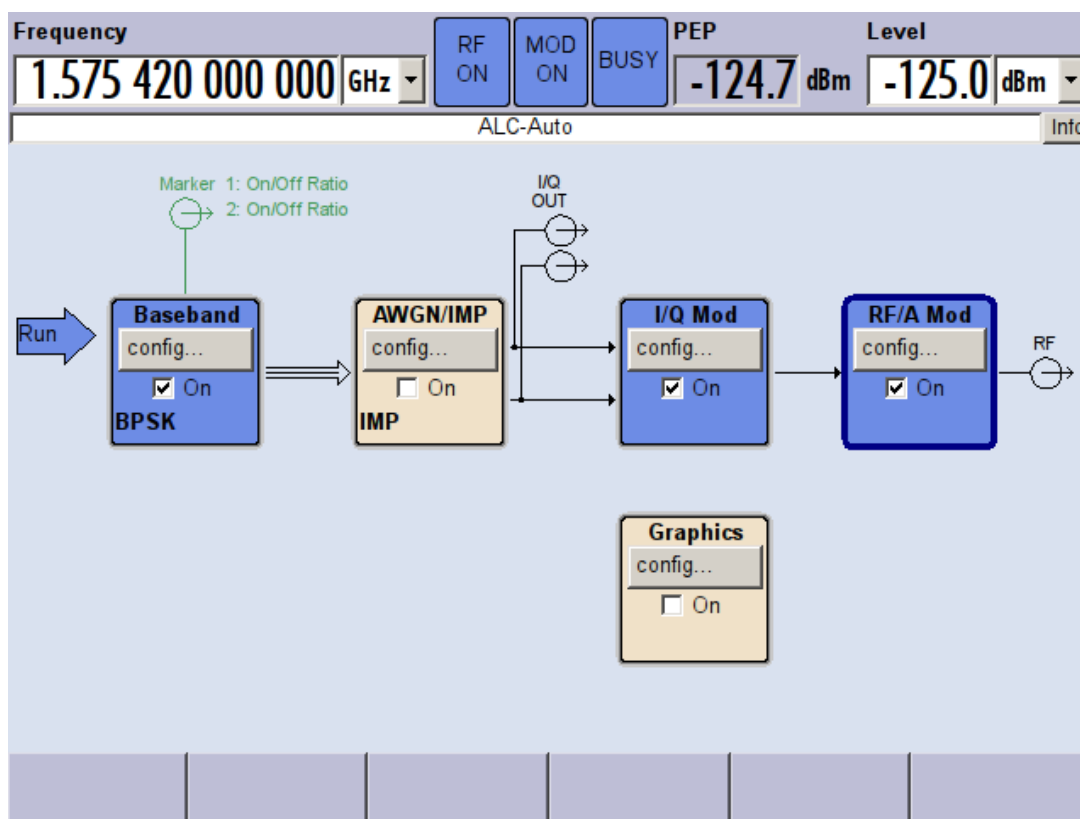 Frequency
1.575 420 000 000 GHz
RF ON
MOD ON
BUSY
PEP
-124.7 dBm
Level
-125.0 dBm
ALC-Auto
Info
Marker 1: On/Off Ratio
2: On/Off Ratio
I/Q
OUT
Run
Baseband
config...
On
BPSK
AWGN/IMP
config...
On
IMP
I/Q Mod
config...
On
RF/A Mod
config...
On
RF
Graphics
config...
On